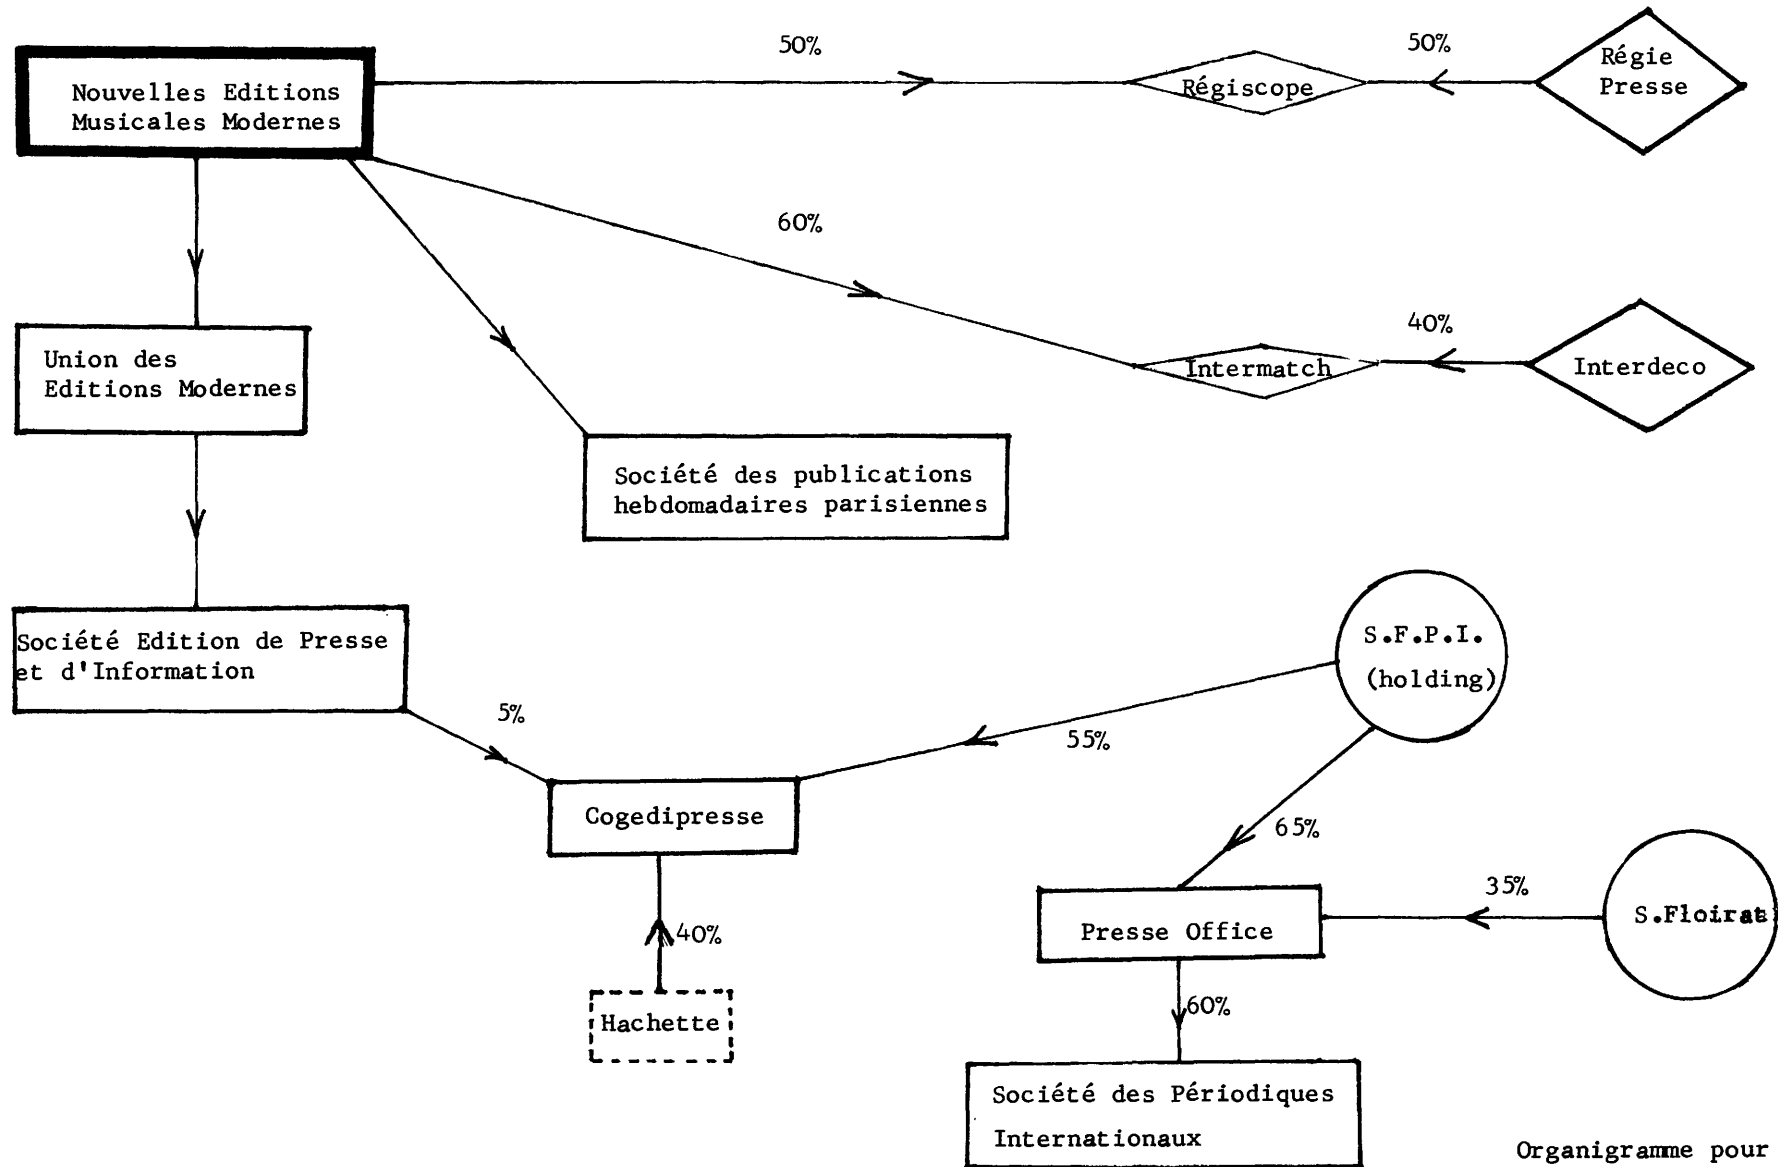 50%
50%
Régie
Presse
Nouvelles Editions
Musicales Modernes
Régiscope
60%
40%
Union des
Editions Modernes
Intermatch
Interdeco
Société des publications
hebdomadaires parisiennes
Société Edition de Presse
et d'Information
S.F.P.I.
(holding)
5%
55%
Cogedipresse
65%
35%
40%
Presse Office
S.Floirat
Hachette
60%
Société des Périodiques
Internationaux
Organigramme pour